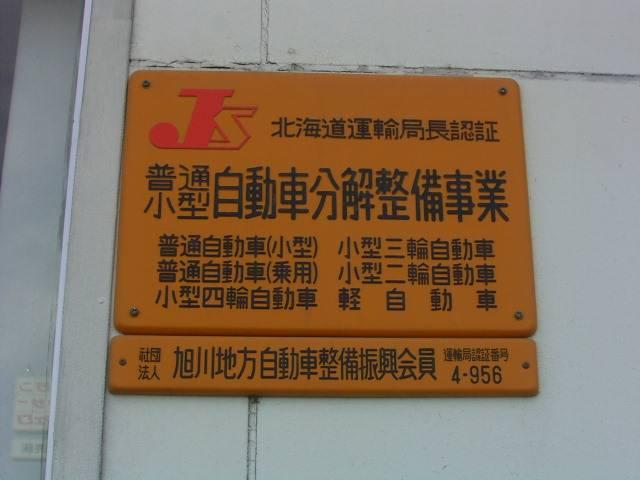 JS 北海道運輸局長認証
普通
小型 自動車分解整備事業
普通自動車(小型) 小型三輪自動車
普通自動車(乗用) 小型二輪自動車
小型四輪自動車 軽自動車
社団
法人 旭川地方自動車整備振興会員 運輸局認証番号
4-956